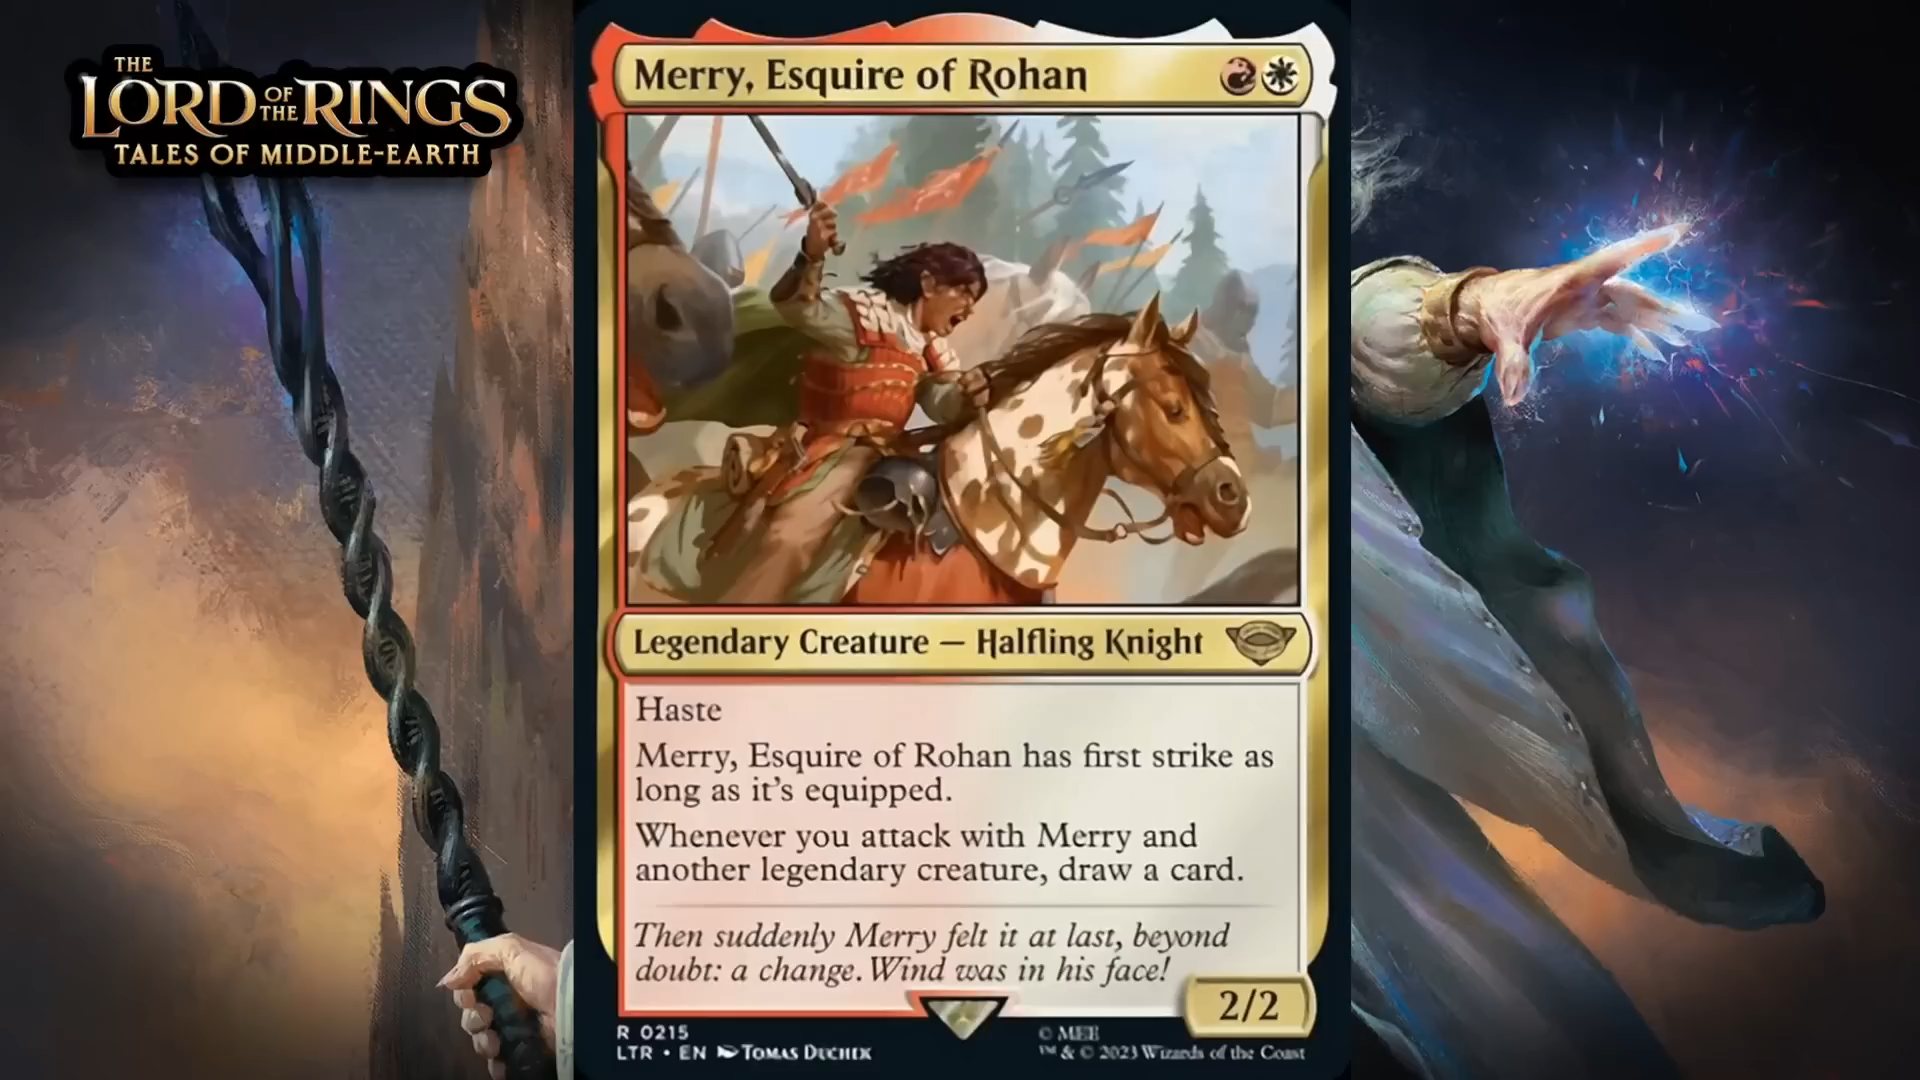 THE
LORD OF THE RINGS
TALES OF MIDDLE-EARTH
Merry, Esquire of Rohan
Legendary Creature — Halfling Knight
Haste
Merry, Esquire of Rohan has first strike as
long as it's equipped.
Whenever you attack with Merry and
another legendary creature, draw a card.
Then suddenly Merry felt it at last, beyond
doubt: a change. Wind was in his face!
2/2
R 0215
LTR • EN TOMAS DUCHEK
© MEE
™ & © 2023 Wizards of the Coast